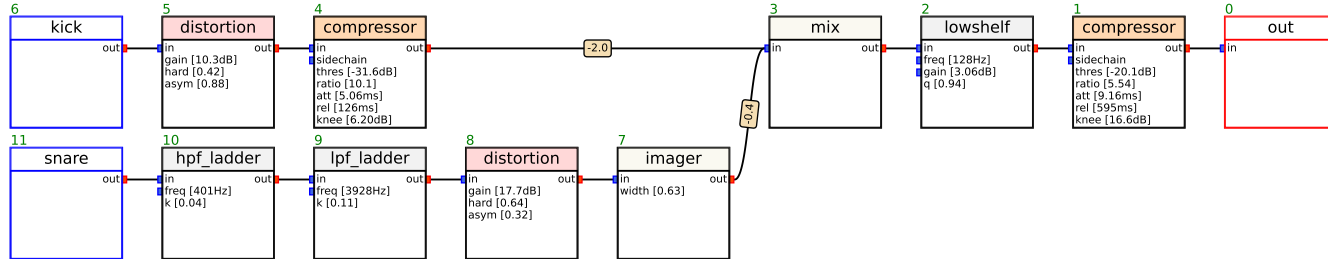 6
kick
out
5
distortion
in out
gain [10.3dB]
hard [0.42]
asym [0.88]
4
compressor
in out
sidechain
thres [-31.6dB]
ratio [10.1]
att [5.06ms]
rel [126ms]
knee [6.20dB]
-2.0
3
mix
in out
2
lowshelf
in out
freq [128Hz]
gain [3.06dB]
q [0.94]
1
compressor
in out
sidechain
thres [-20.1dB]
ratio [5.54]
att [9.16ms]
rel [595ms]
knee [16.6dB]
0
out
in
11
snare
out
10
hpf_ladder
in out
freq [401Hz]
k [0.04]
9
lpf_ladder
in out
freq [3928Hz]
k [0.11]
8
distortion
in out
gain [17.7dB]
hard [0.64]
asym [0.32]
7
imager
in out
width [0.63]
-0.4